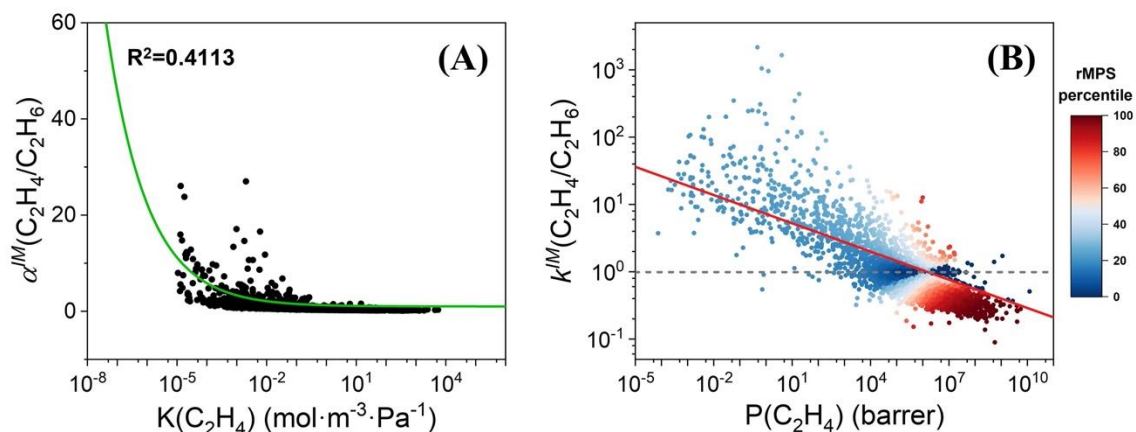 60
40
20
0
R²=0.4113
(A)
α^IM(C₂H₄/C₂H₆)
10⁻⁸
10⁻⁵
10⁻²
10¹
10⁴
K(C₂H₄) (mol·m⁻³·Pa⁻¹)
10³
10²
10¹
10⁰
10⁻¹
(B)
k^IM(C₂H₄/C₂H₆)
10⁻⁵
10⁻²
10¹
10⁴
10⁷
10¹⁰
P(C₂H₄) (barrer)
rMPS
percentile
100
80
60
40
20
0